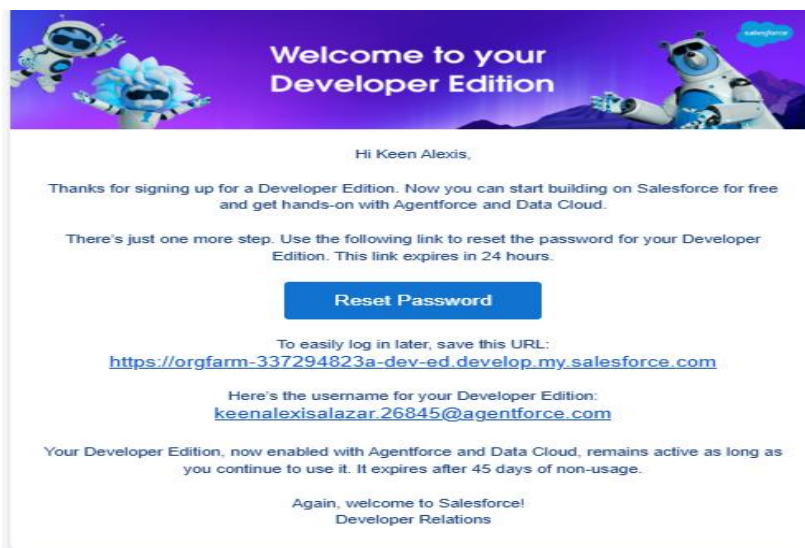 salesforce
Welcome to your
Developer Edition
Hi Keen Alexis,
Thanks for signing up for a Developer Edition. Now you can start building on Salesforce for free
and get hands-on with Agentforce and Data Cloud.
There's just one more step. Use the following link to reset the password for your Developer
Edition. This link expires in 24 hours.
Reset Password
To easily log in later, save this URL:
https://orgfarm-337294823a-dev-ed.develop.my.salesforce.com
Here's the username for your Developer Edition:
keenalexisalazar.26845@agentforce.com
Your Developer Edition, now enabled with Agentforce and Data Cloud, remains active as long as
you continue to use it. It expires after 45 days of non-usage.
Again, welcome to Salesforce!
Developer Relations